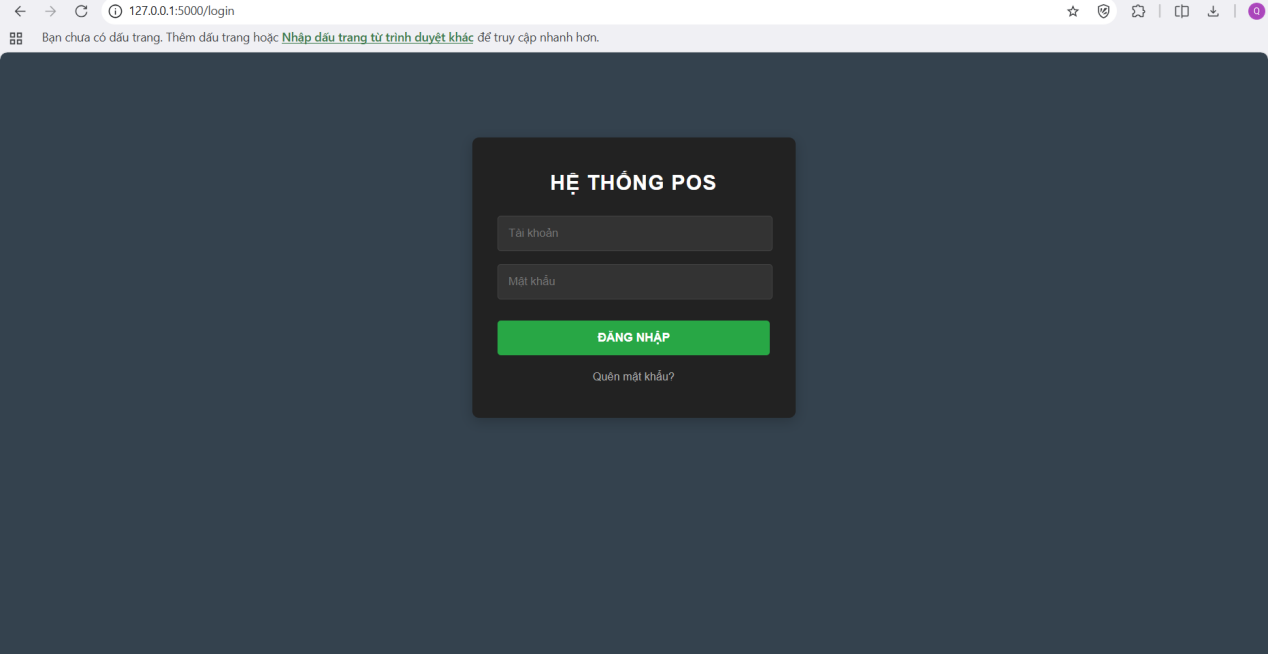 127.0.0.1:5000/login
Q
Bạn chưa có dấu trang. Thêm dấu trang hoặc Nhập dấu trang từ trình duyệt khác để truy cập nhanh hơn.
HỆ THỐNG POS
Tài khoản
Mật khẩu
ĐĂNG NHẬP
Quên mật khẩu?